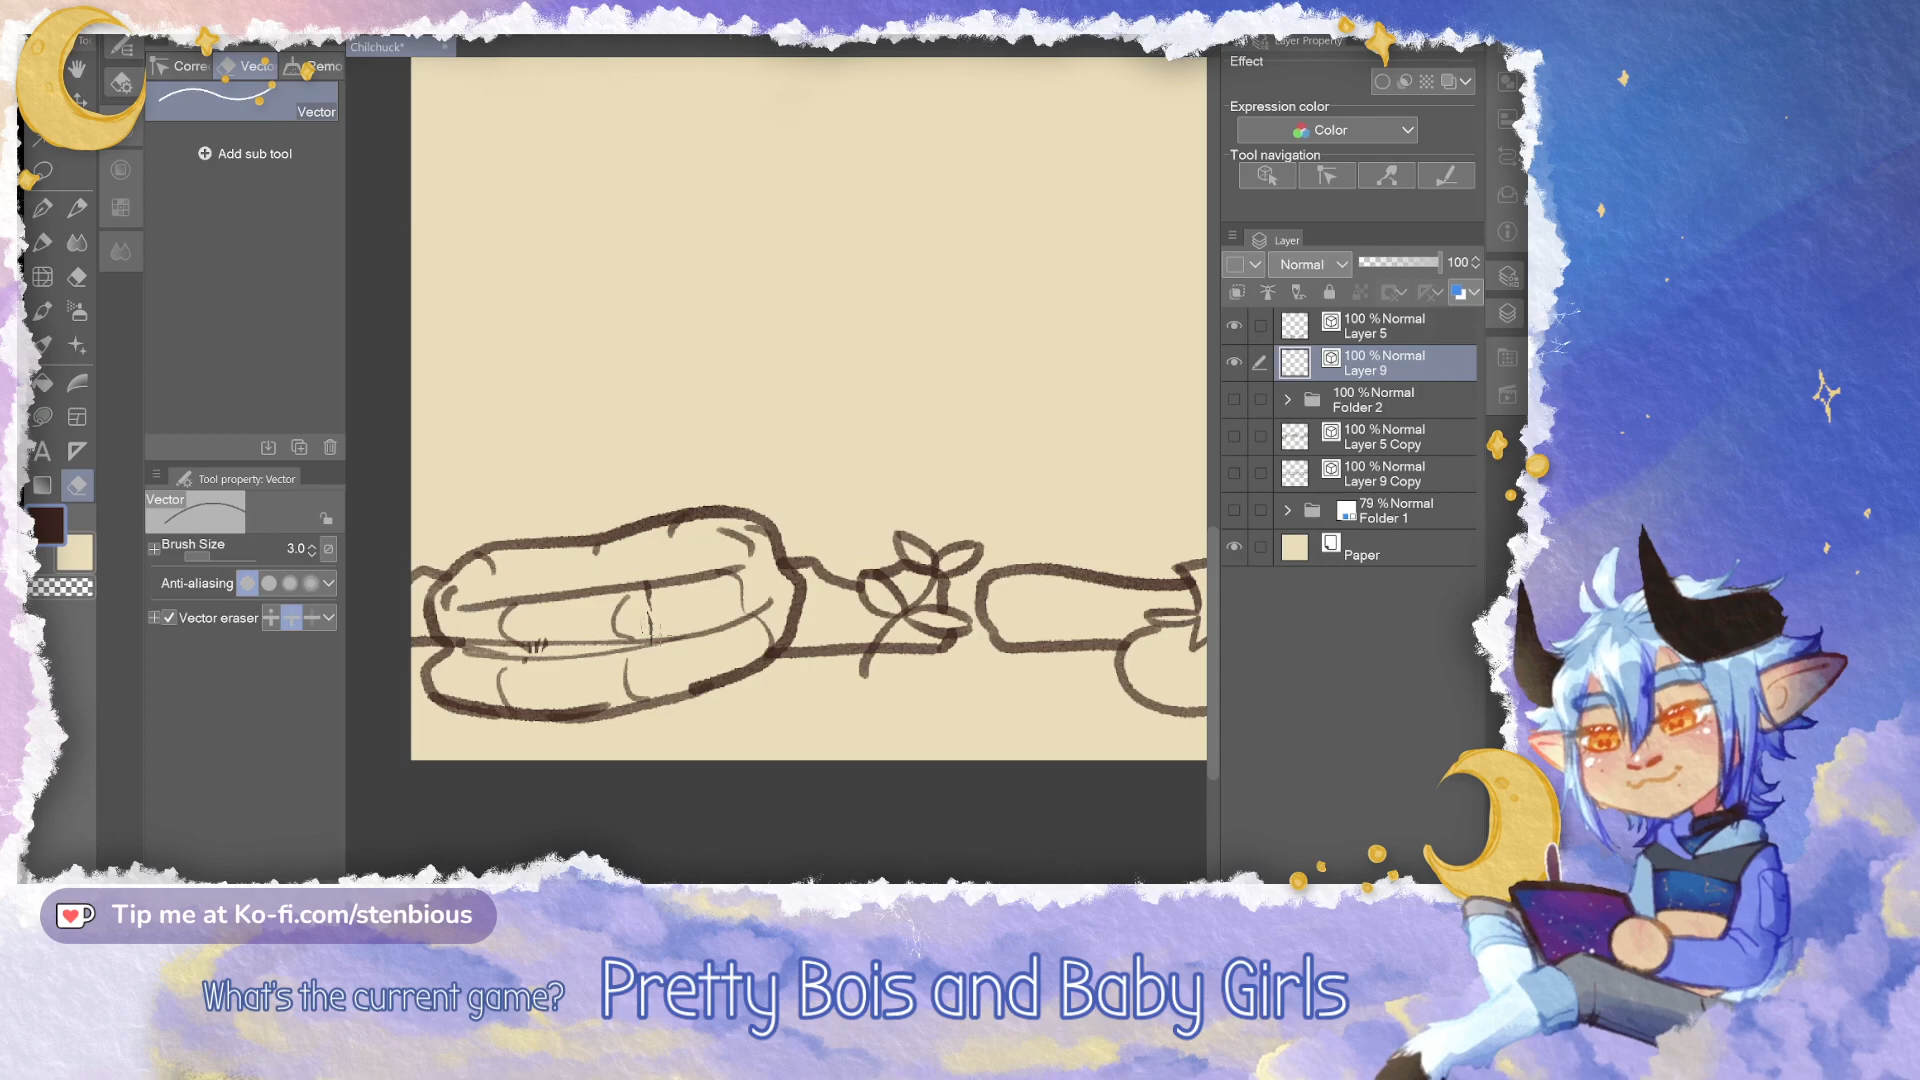 Chilchuck*
Layer Property
Corre
Vecto
Remo
Effect
Expression color
Color
Vector
Tool navigation
Add sub tool
Layer
Normal
100
100 % Normal
Layer 5
100 % Normal
Layer 9
100 % Normal
Folder 2
100 % Normal
Layer 5 Copy
100 % Normal
Layer 9 Copy
79 % Normal
Folder 1
Paper
Tool property: Vector
Vector
Brush Size
3.0
Anti-aliasing
Vector eraser
Tip me at Ko-fi.com/stenbious
What's the current game?
Pretty Bois and Baby Girls